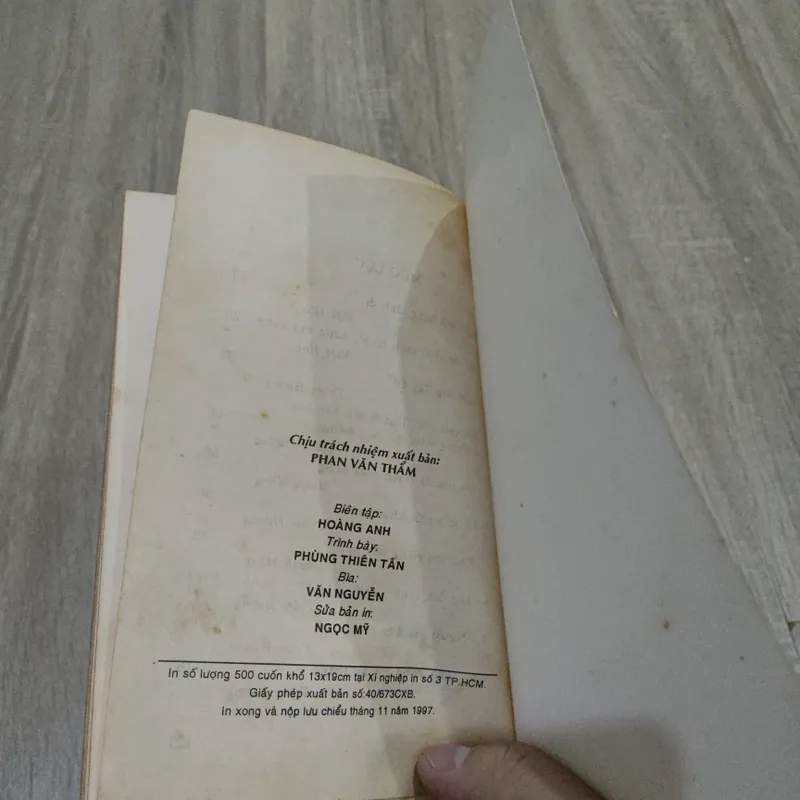 Chịu trách nhiệm xuất bản:
PHAN VĂN THẨM
Biên tập:
HOÀNG ANH
Trình bày:
PHÙNG THIÊN TÂN
Bìa:
VĂN NGUYỄN
Sửa bản in:
NGỌC MỸ
In số lượng 500 cuốn khổ 13x19cm tại Xí nghiệp in số 3 TP.HCM.
Giấy phép xuất bản số:40/673CXB.
In xong và nộp lưu chiểu tháng 11 năm 1997.